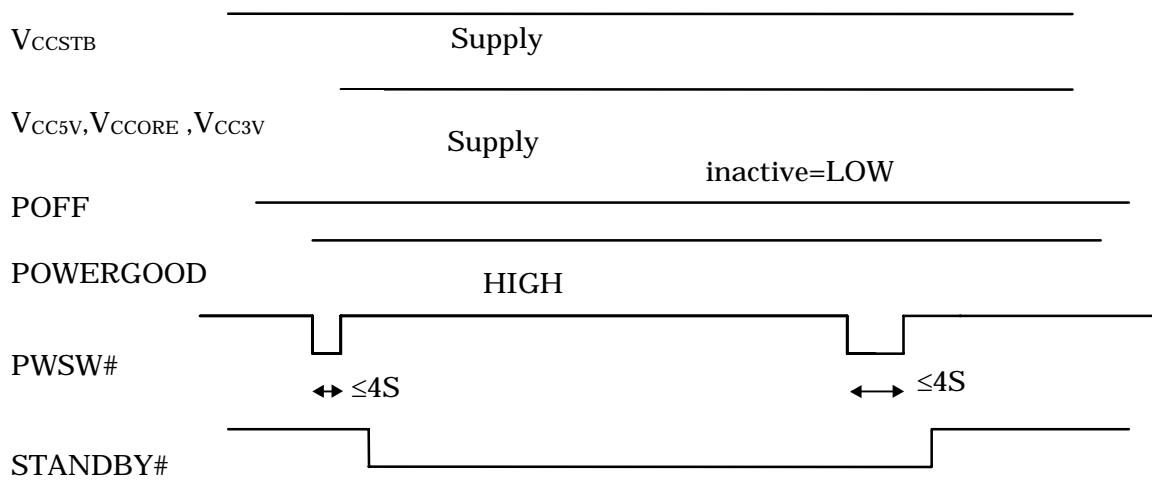 VCCSTB Supply
VCC5V,VCCORE ,VCC3V
Supply
inactive=LOW
POFF
POWERGOOD HIGH
PWSW#
≤4S ≤4S
STANDBY#